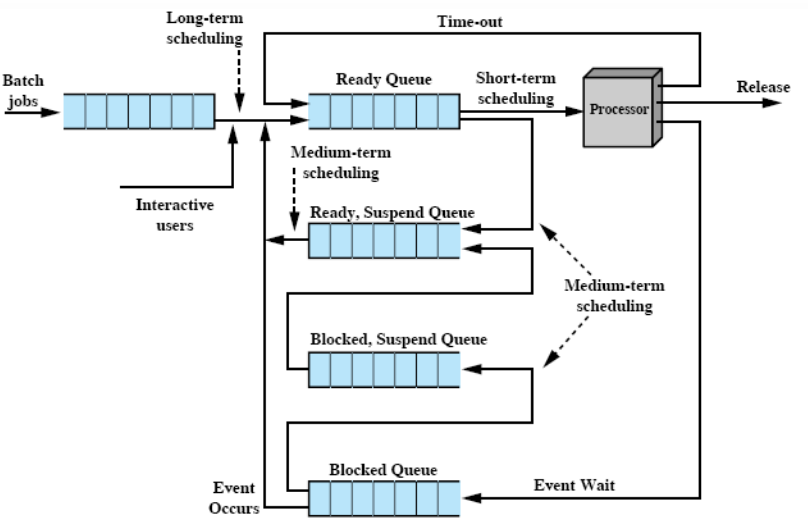 Long-term
scheduling
Time-out
Batch
jobs
Ready Queue
Short-term
scheduling
Processor
Release
Medium-term
scheduling
Interactive
users
Ready, Suspend Queue
Medium-term
scheduling
Blocked, Suspend Queue
Blocked Queue
Event
Occurs
Event Wait